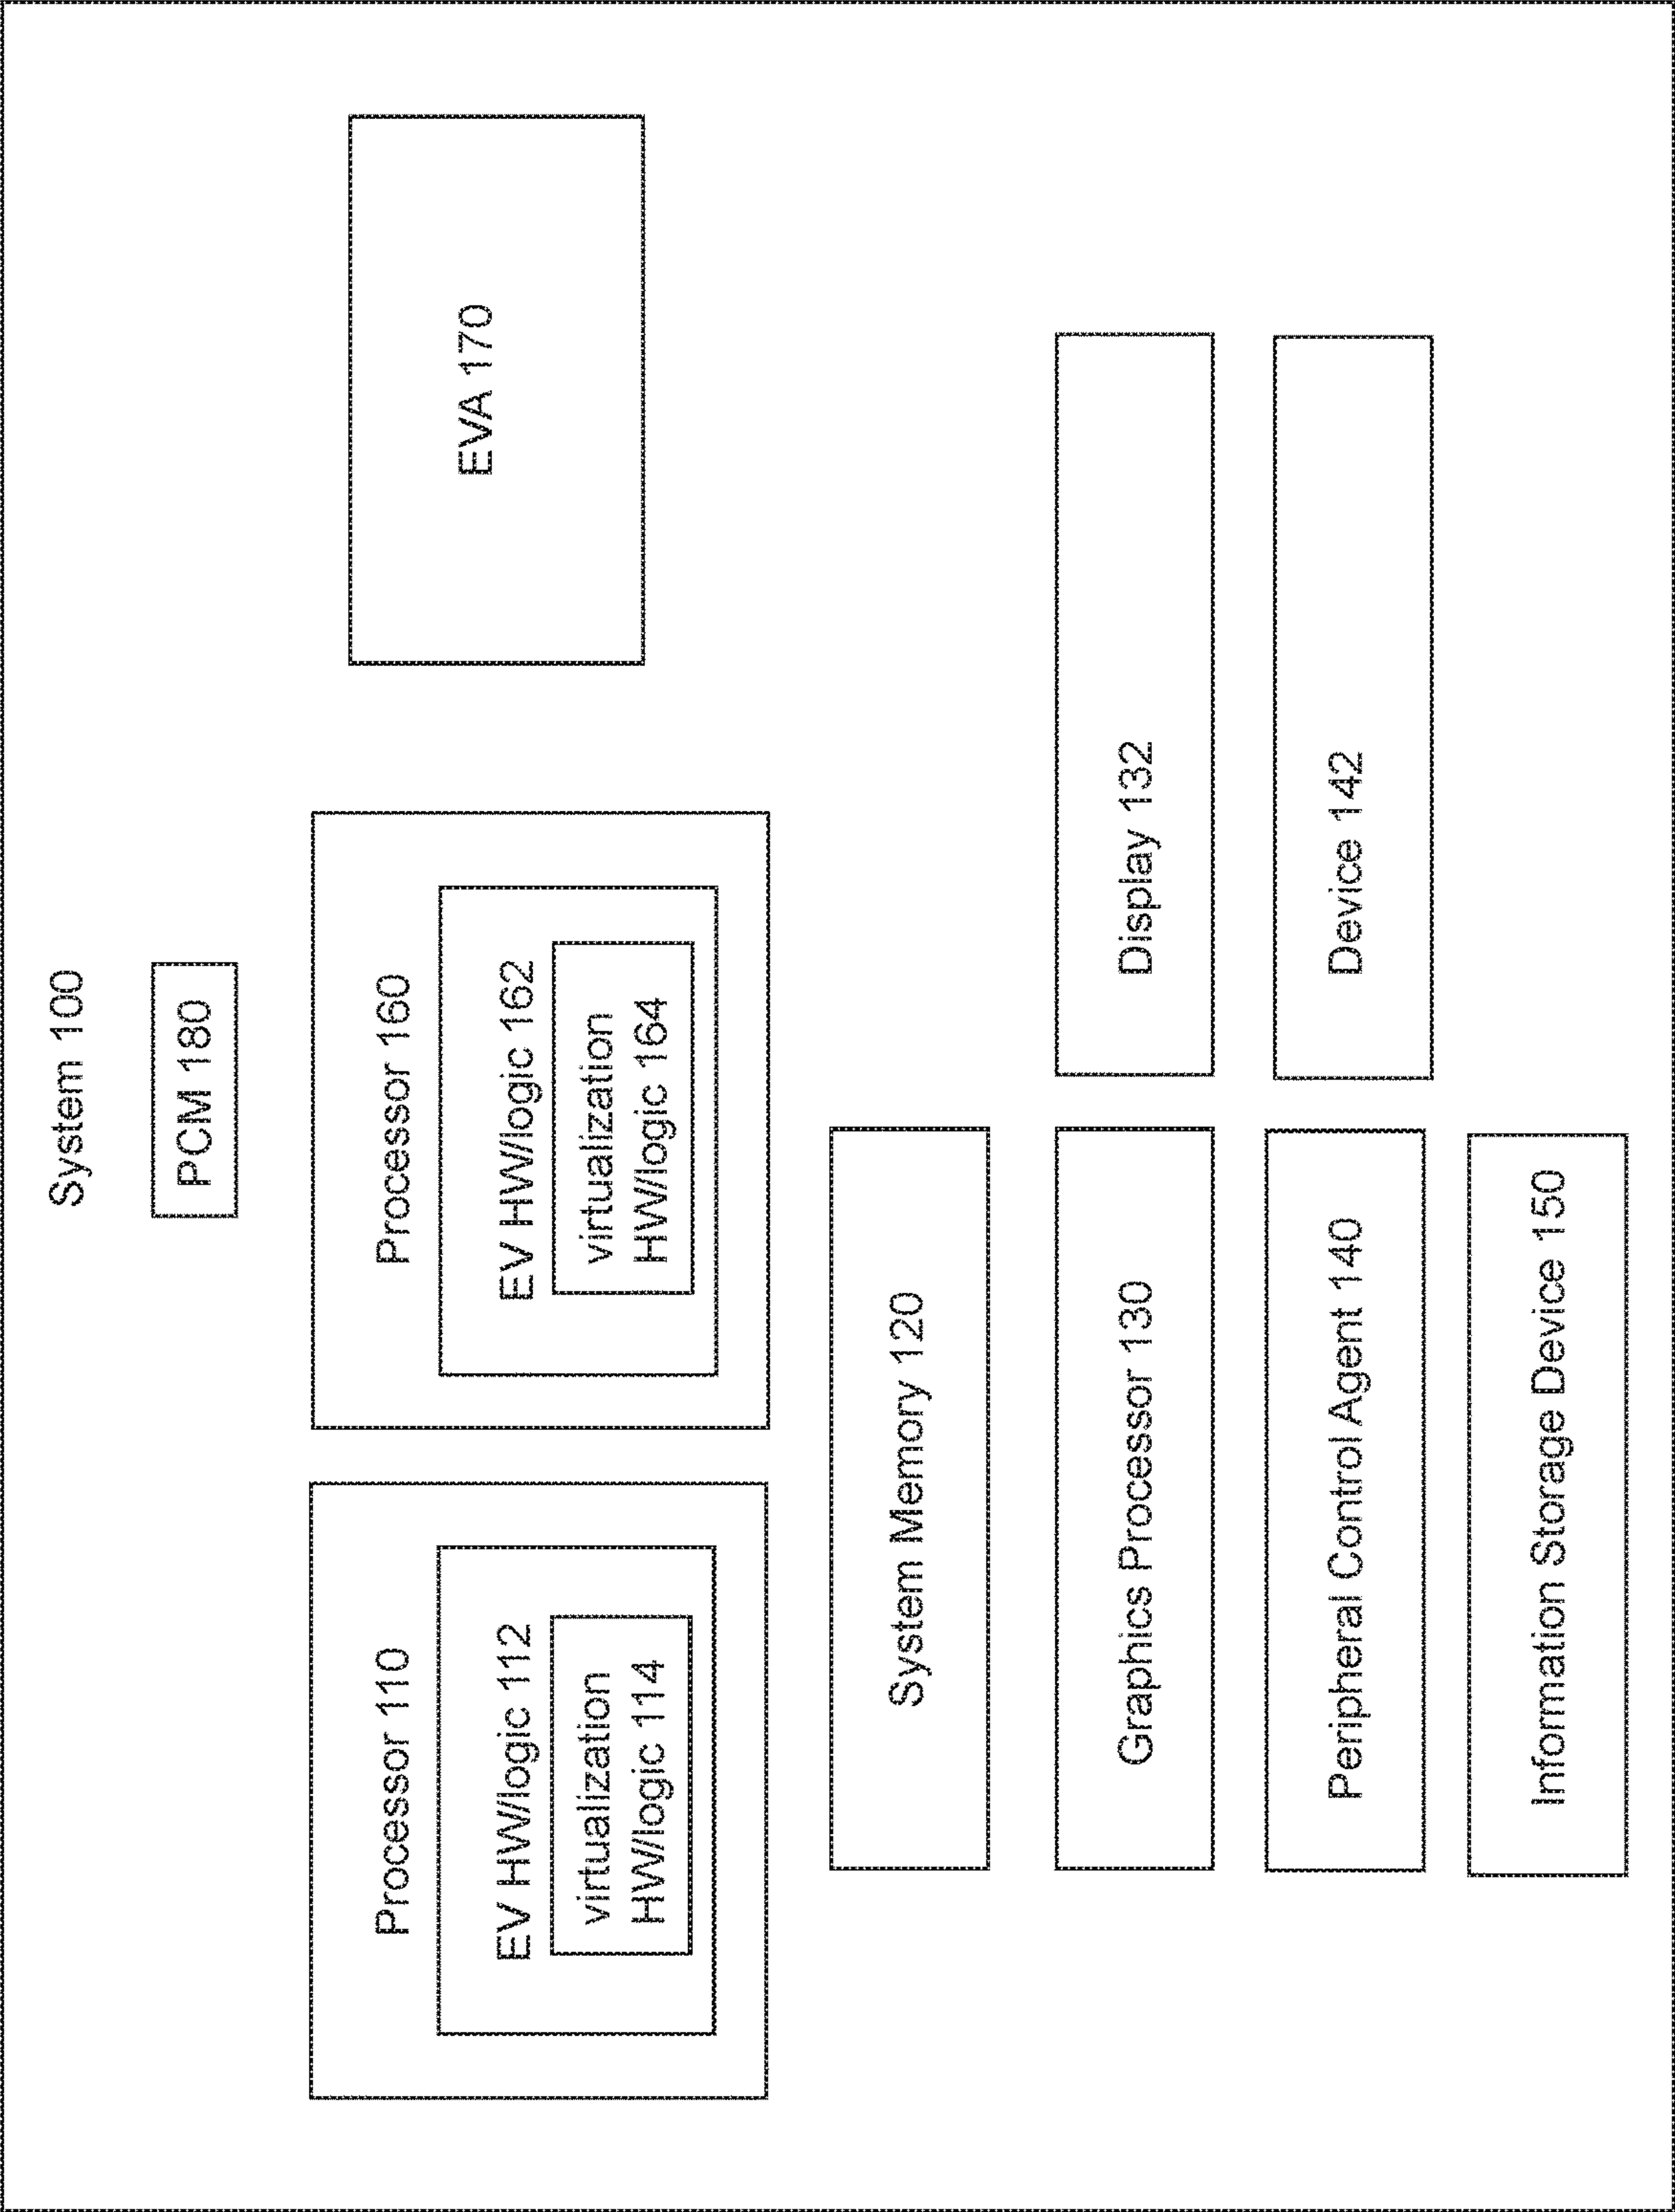 System 100
PCM 180
Processor 110
EV HW/logic 112
virtualization
HW/logic 114
Processor 160
EV HW/logic 162
virtualization
HW/logic 164
EVA 170
System Memory 120
Graphics Processor 130
Display 132
Peripheral Control Agent 140
Device 142
Information Storage Device 150